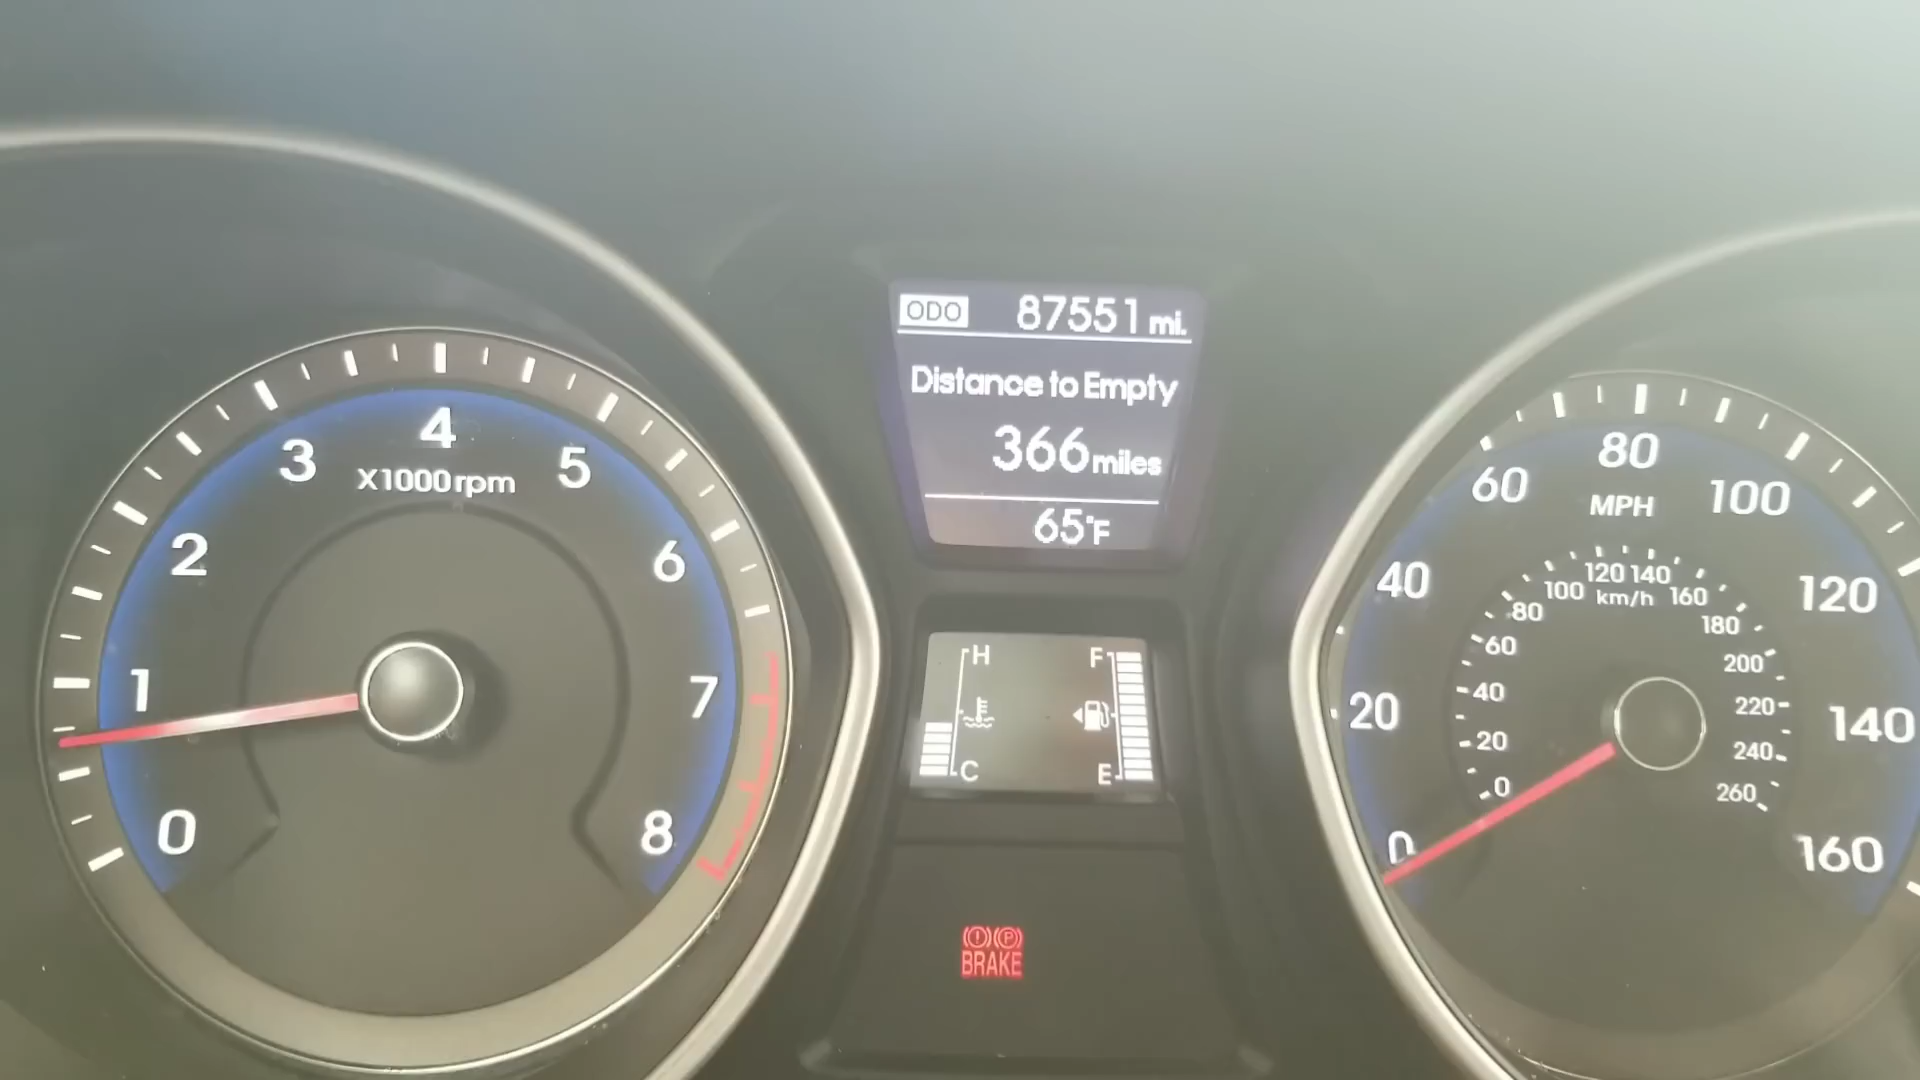 ODO 87551 mi.
Distance to Empty
366 miles
65°F
0 1 2 3 4 5 6 7 8
X1000rpm
H
C
F
E
(!) (P)
BRAKE
0 20 40 60 80 100 120 140 160
MPH
0 20 40 60 80 100 120 140 160 180 200 220 240 260
km/h